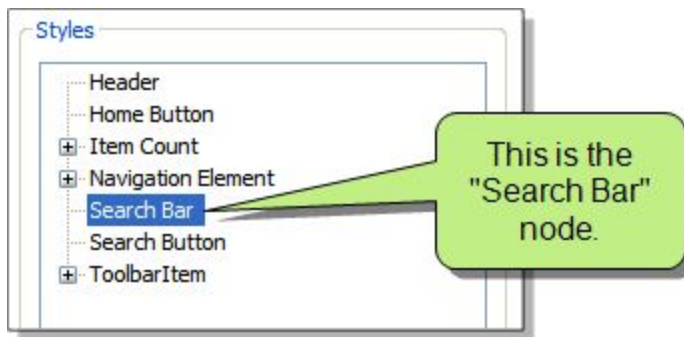 Styles
Header
Home Button
Item Count
Navigation Element
Search Bar
Search Button
ToolbarItem
This is the
"Search Bar"
node.